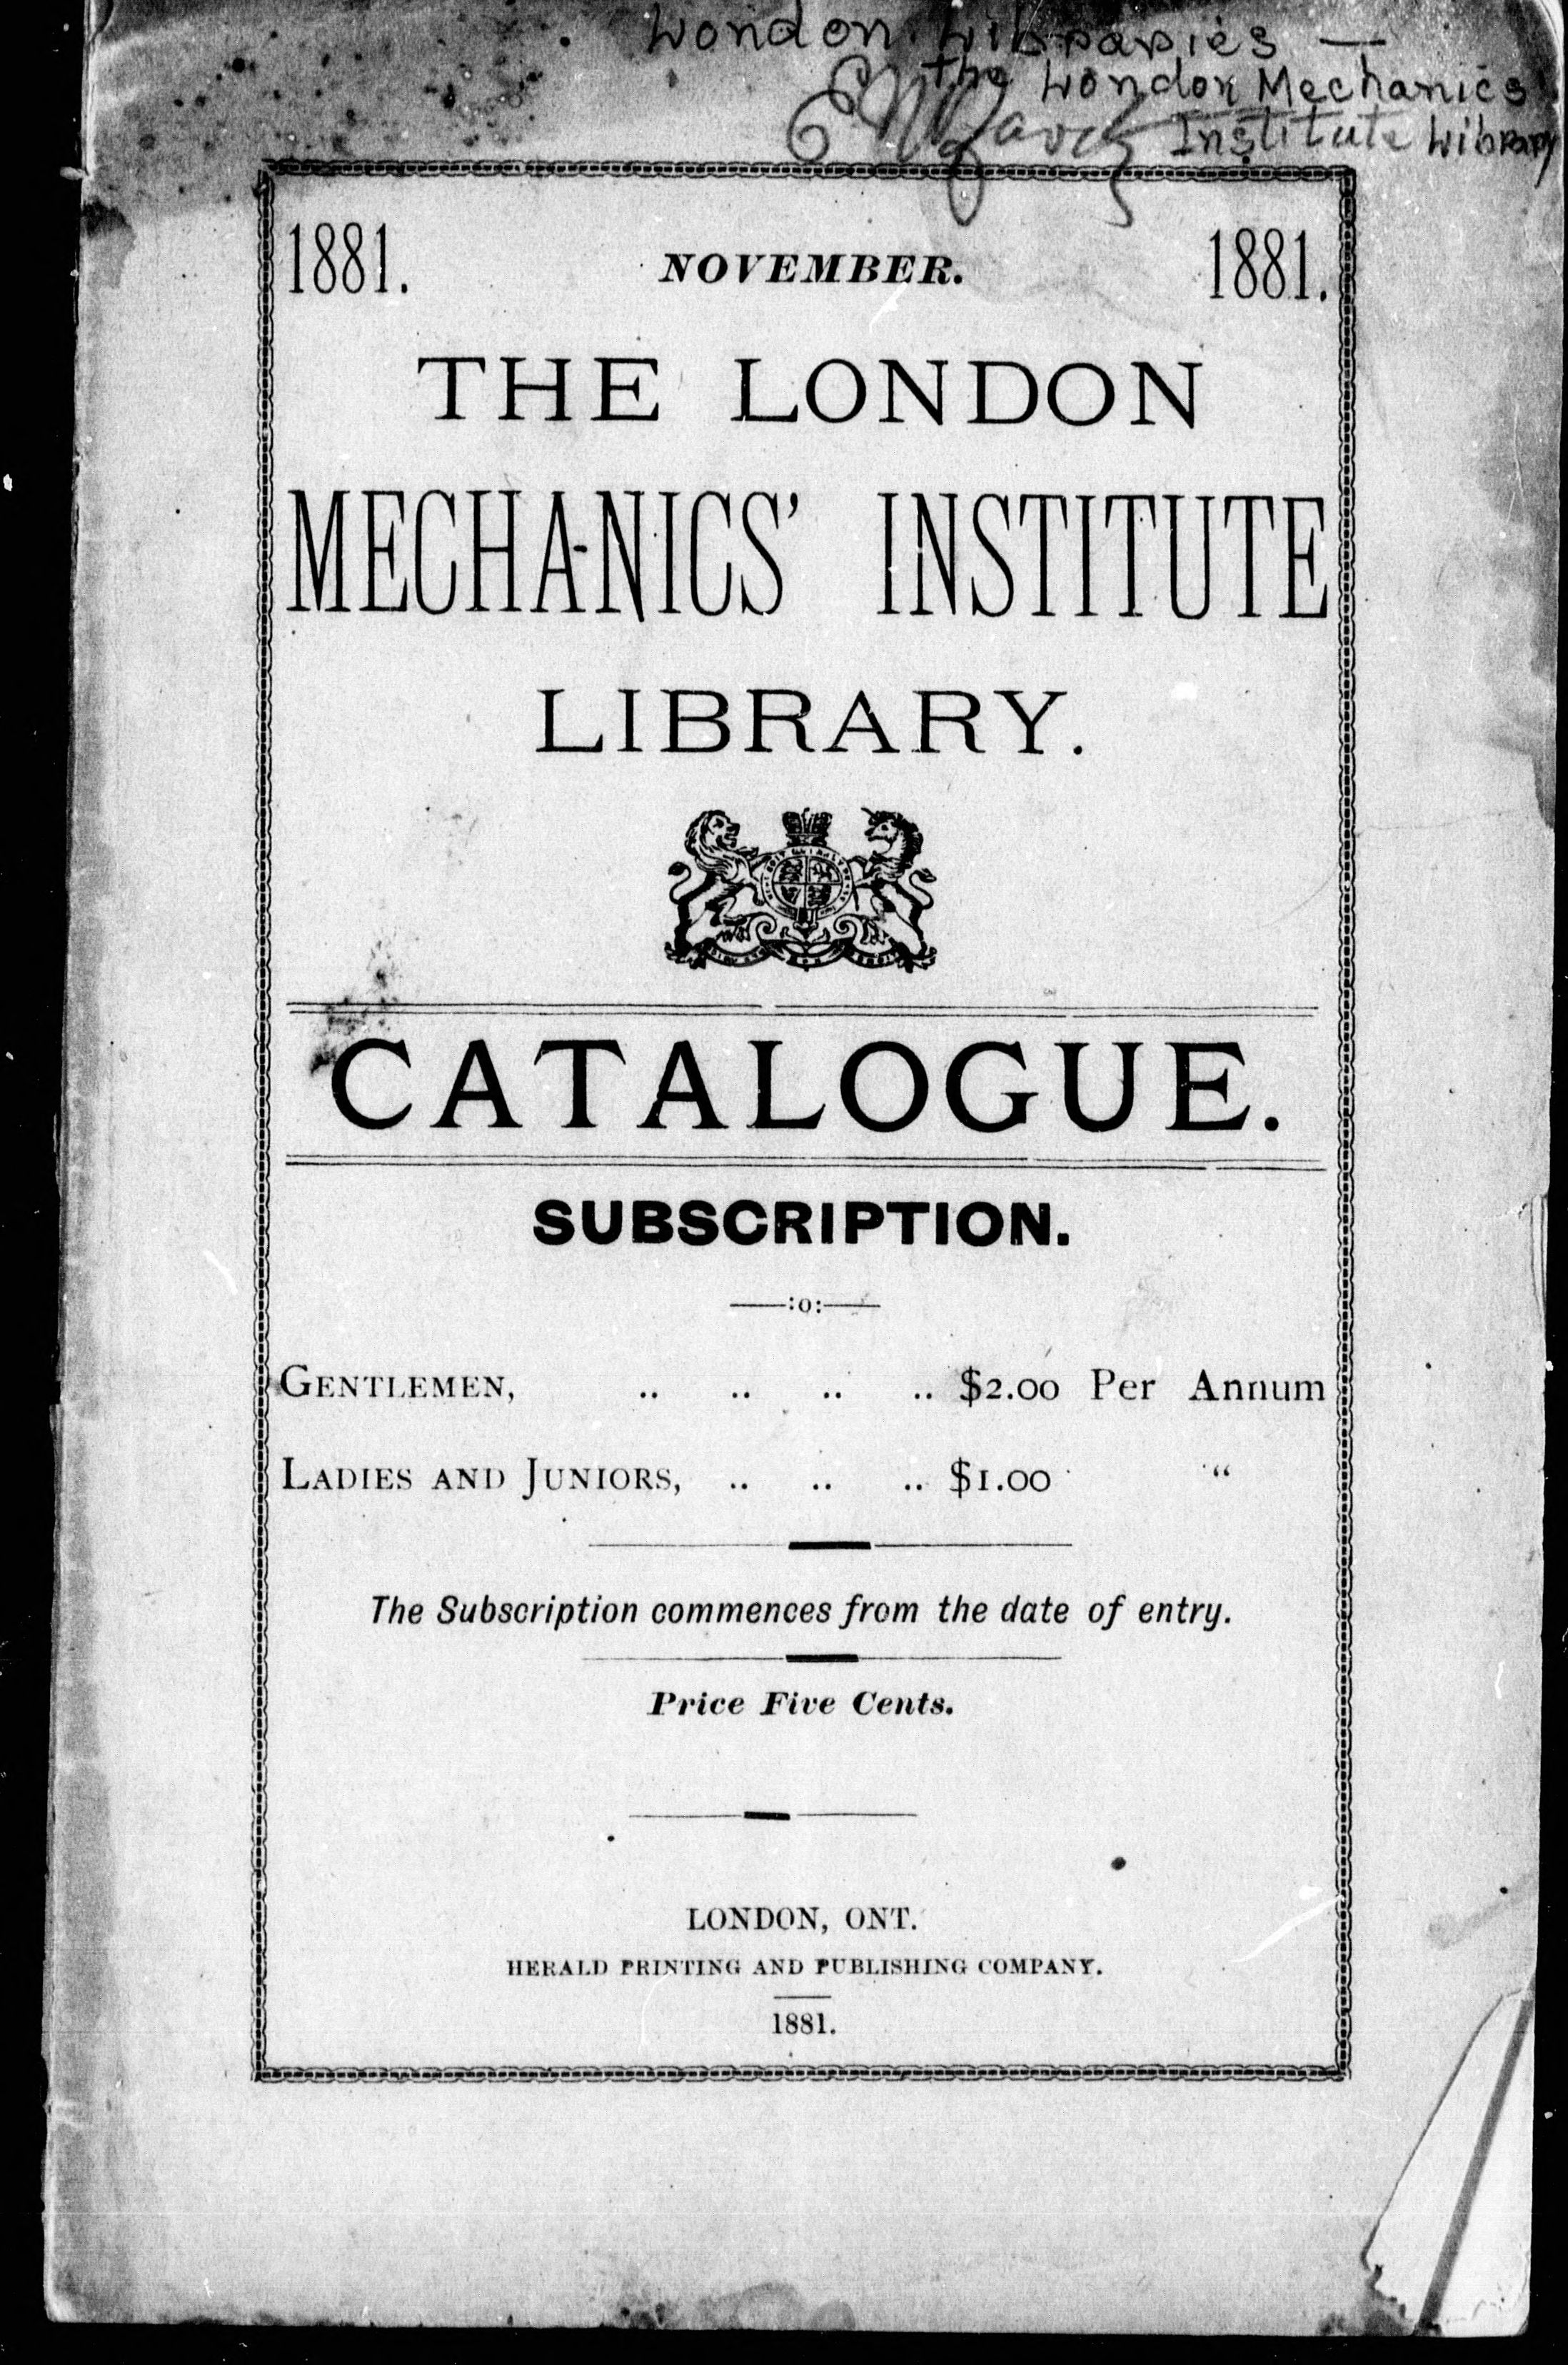 London Libraries —
The London Mechanics
Institute Library
1881. NOVEMBER. 1881.
THE LONDON
MECHANICS' INSTITUTE
LIBRARY.
CATALOGUE.
SUBSCRIPTION.
——:o:——
GENTLEMEN, .. .. .. .. $2.00 Per Annum
LADIES AND JUNIORS, .. .. .. $1.00 “
The Subscription commences from the date of entry.
Price Five Cents.
LONDON, ONT.
HERALD PRINTING AND PUBLISHING COMPANY.
1881.